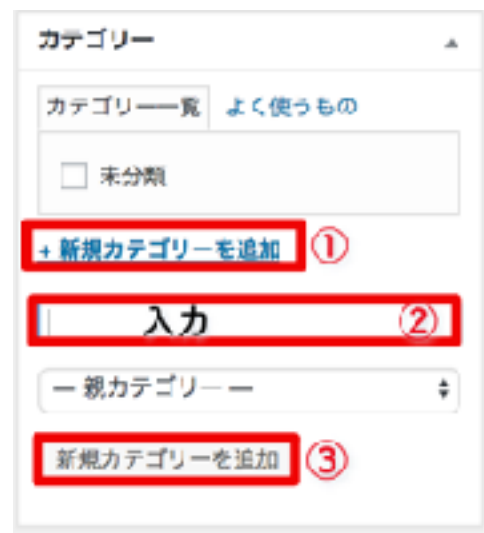 カテゴリー
カテゴリー一覧 よく使うもの
未分類
+ 新規カテゴリーを追加 ①
入力 ②
— 親カテゴリー —
新規カテゴリーを追加 ③